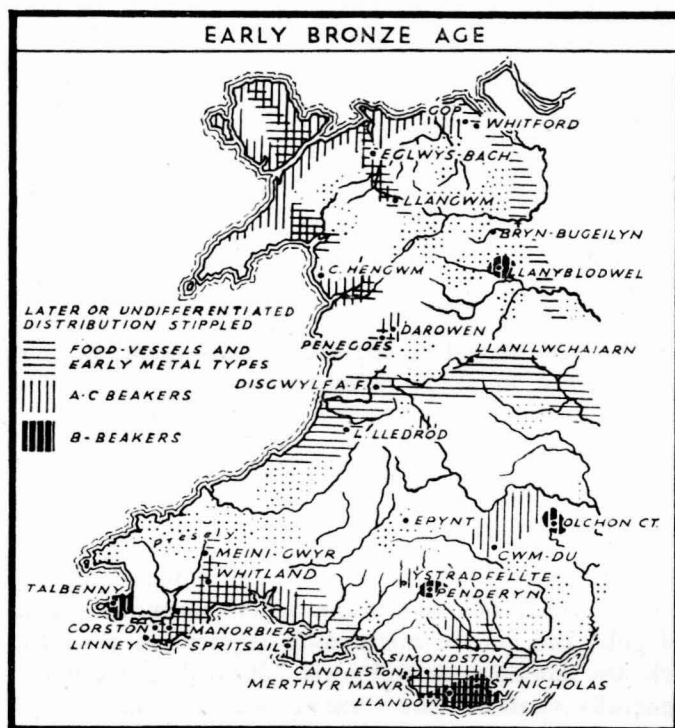 EARLY BRONZE AGE
GOP
WHITFORD
EGLWYS-BACH
LLANGWM
BRYN-BUGEILYN
LLANYBLODWEL
C. HENGWM
LATER OR UNDIFFERENTIATED
DISTRIBUTION STIPPLED
FOOD-VESSELS AND
EARLY METAL TYPES
A-C BEAKERS
B-BEAKERS
DAROWEN
PENEGOES
LLANLLWCHAIARN
DISGWYLFA-F.
L'LLEDROD
EPYNT
OLCHON CT.
CWM-DU
Presely
MEINI-GWYR
WHITLAND
YSTRADFELLTE
PENDERYN
TALBENNY
CORSTON
MANORBIER
LINNEY
SPRITSAIL
SIMONDSTON
CANDLESTON
MERTHYR MAWR
ST NICHOLAS
LLANDOW